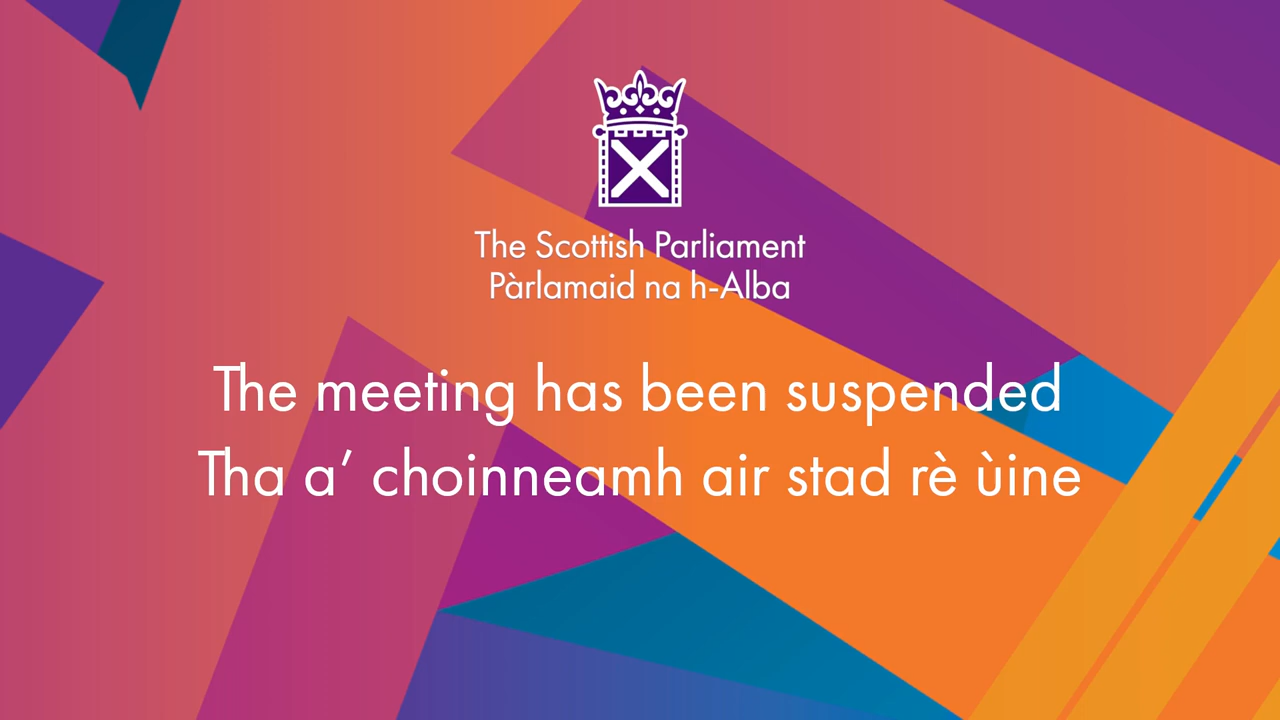 The Scottish Parliament
Pàrlamaid na h-Alba
The meeting has been suspended
Tha a’ choinneamh air stad rè ùine